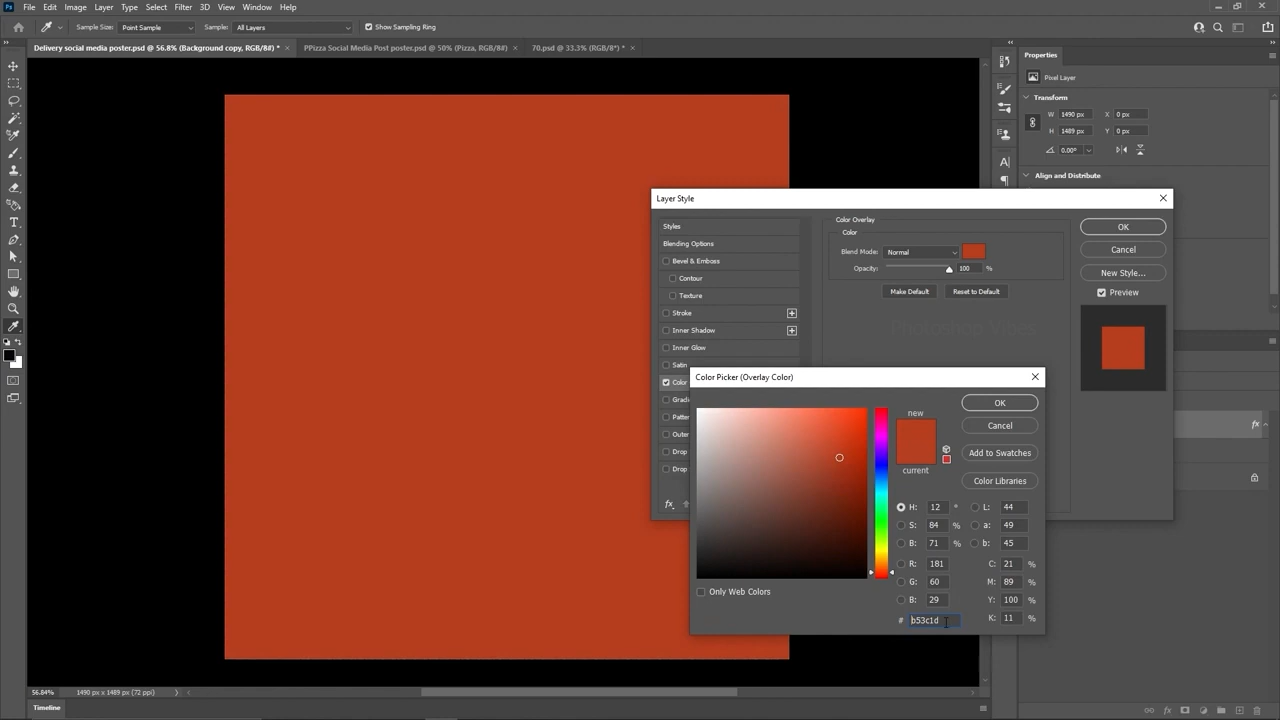 Ps File Edit Image Layer Type Select Filter 3D View Window Help
Sample Size: Point Sample Sample: All Layers Show Sampling Ring
Delivery social media poster.psd @ 56.8% (Background copy, RGB/8#) * × PPizza Social Media Post poster.psd @ 50% (Pizza, RGB/8#) × 70.psd @ 33.3% (RGB/8*) * ×
Properties
Pixel Layer
Transform
W 1490 px X 0 px
H 1489 px Y 0 px
0.00°
Align and Distribute
Layer Style
Styles
Blending Options
Bevel & Emboss
Contour
Texture
Stroke
Inner Shadow
Inner Glow
Satin
Color
Gradi
Patter
Outer
Drop
Drop
fx
Color Overlay
Color
Blend Mode: Normal
Opacity: 100 %
Make Default Reset to Default
OK
Cancel
New Style...
Preview
Photoshop Vibes
Color Picker (Overlay Color)
new
current
OK
Cancel
Add to Swatches
Color Libraries
H: 12 ° L: 44
S: 84 % a: 49
B: 71 % b: 45
R: 181 C: 21 %
G: 60 M: 89 %
B: 29 Y: 100 %
# b53c1d K: 11 %
Only Web Colors
fx
56.84% 1490 px x 1489 px (72 ppi)
Timeline
fx